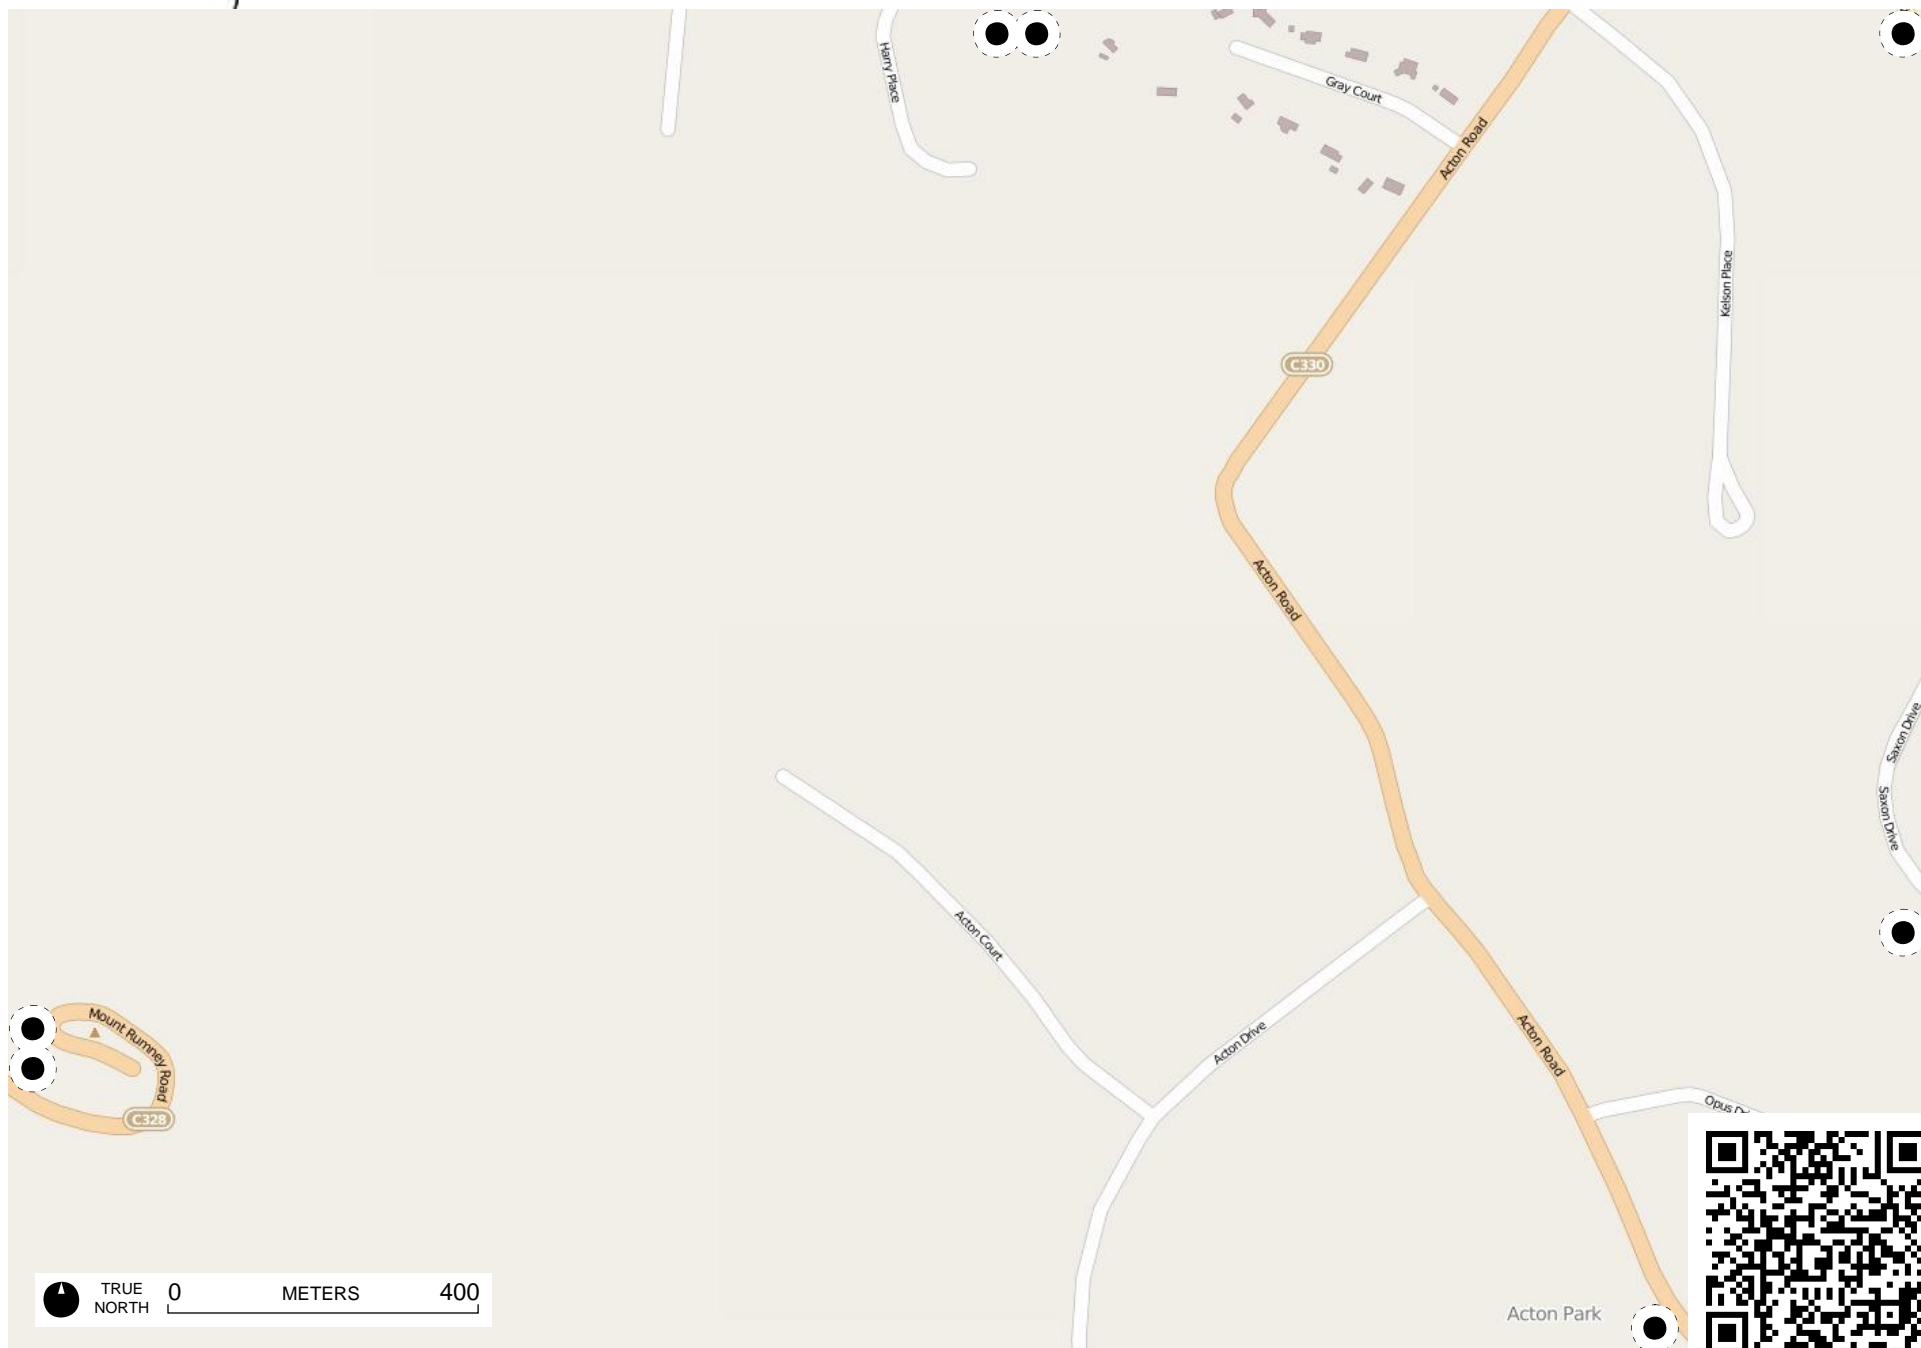 Harry Place
Gray Court
Acton Road
Kelson Place
C330
Acton Road
Saxon Drive
Saxon Drive
Acton Court
Mount Rumney Road
Acton Drive
Acton Road
C328
Opus
TRUE
NORTH
0 METERS 400
Acton Park